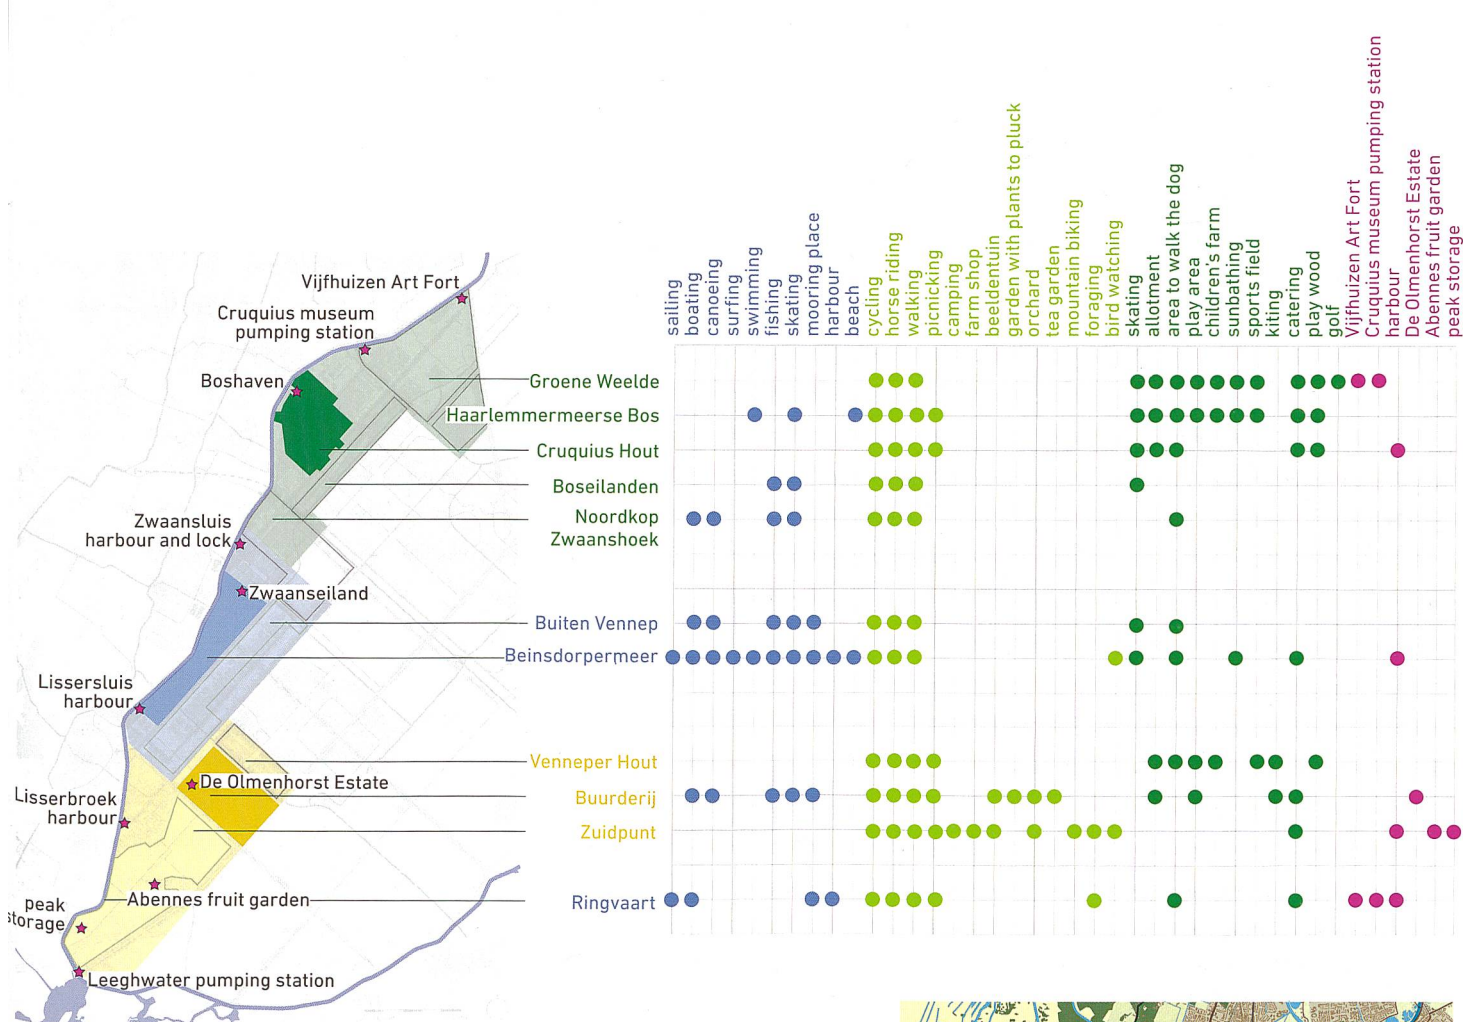 Vijfhuizen Art Fort
Cruquius museum
pumping station
Boshaven
Zwaansluis
harbour and lock
Zwaanseiland
Lissersluis
harbour
De Olmenhorst Estate
Lisserbroek
harbour
Abennes fruit garden
peak
storage
Leeghwater pumping station
sailing
boating
canoeing
surfing
swimming
fishing
skating
mooring place
harbour
beach
cycling
horse riding
walking
picnicking
camping
farm shop
beeldentuin
garden with plants to pluck
orchard
tea garden
mountain biking
foraging
bird watching
skating
allotment
area to walk the dog
play area
children's farm
sunbathing
sports field
kiting
catering
play wood
golf
Vijfhuizen Art Fort
Cruquius museum pumping station
harbour
De Olmenhorst Estate
Abennes fruit garden
peak storage
Groene Weelde
Haarlemmermeerse Bos
Cruquius Hout
Boseilanden
Noordkop
Zwaanshoek
Buiten Vennep
Beinsdorpermeer
Venneper Hout
Buurderij
Zuidpunt
Ringvaart